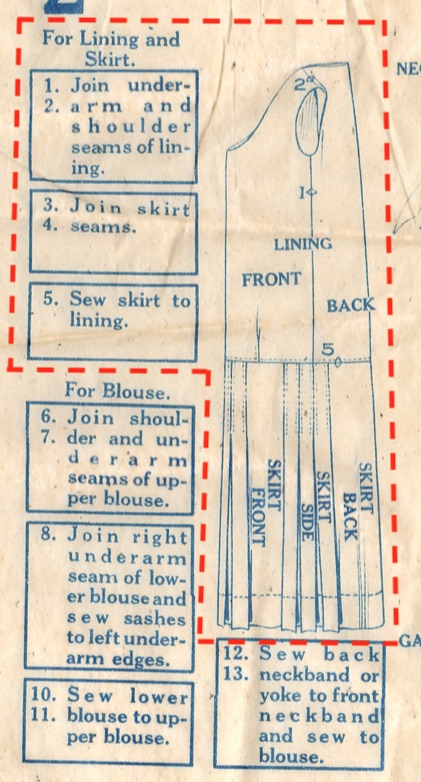 2
For Lining and
Skirt.
1. Join under-
2. arm and
shoulder
seams of lin-
ing.
3. Join skirt
4. seams.
5. Sew skirt to
lining.
For Blouse.
6. Join shoul-
7. der and un-
derarm
seams of up-
per blouse.
8. Join right
underarm
seam of low-
er blouse and
sew sashes
to left under-
arm edges.
10. Sew lower
11. blouse to up-
per blouse.
2
1
LINING
FRONT
BACK
5
SKIRT
FRONT
SKIRT
SIDE
SKIRT
BACK
12. Sew back
13. neckband or
yoke to front
neckband
and sew to
blouse.
NE
GA